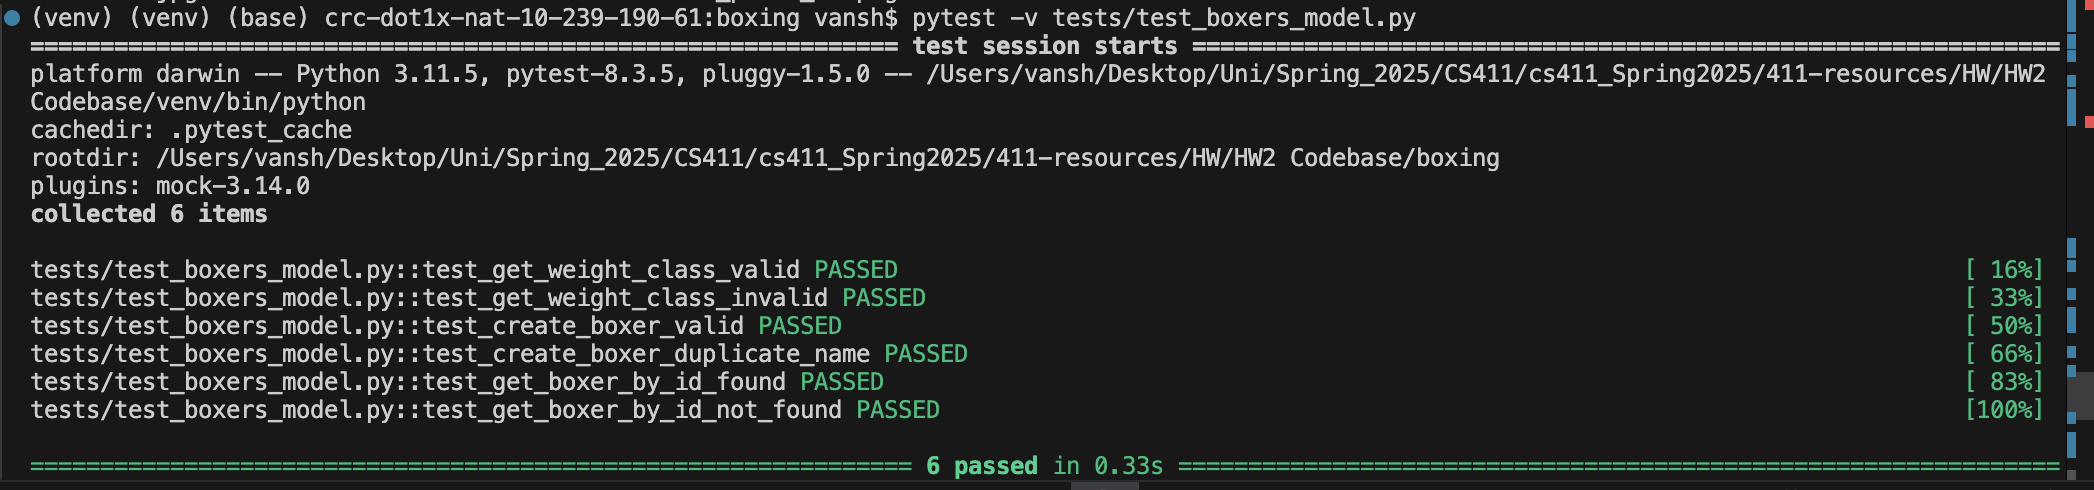 (venv) (venv) (base) crc-dot1x-nat-10-239-190-61:boxing vansh$ pytest -v tests/test_boxers_model.py
============================================================== test session starts ==============================================================
platform darwin -- Python 3.11.5, pytest-8.3.5, pluggy-1.5.0 -- /Users/vansh/Desktop/Uni/Spring_2025/CS411/cs411_Spring2025/411-resources/HW/HW2
Codebase/venv/bin/python
cachedir: .pytest_cache
rootdir: /Users/vansh/Desktop/Uni/Spring_2025/CS411/cs411_Spring2025/411-resources/HW/HW2 Codebase/boxing
plugins: mock-3.14.0
collected 6 items
tests/test_boxers_model.py::test_get_weight_class_valid PASSED [ 16%]
tests/test_boxers_model.py::test_get_weight_class_invalid PASSED [ 33%]
tests/test_boxers_model.py::test_create_boxer_valid PASSED [ 50%]
tests/test_boxers_model.py::test_create_boxer_duplicate_name PASSED [ 66%]
tests/test_boxers_model.py::test_get_boxer_by_id_found PASSED [ 83%]
tests/test_boxers_model.py::test_get_boxer_by_id_not_found PASSED [100%]
=============================================================== 6 passed in 0.33s ===============================================================